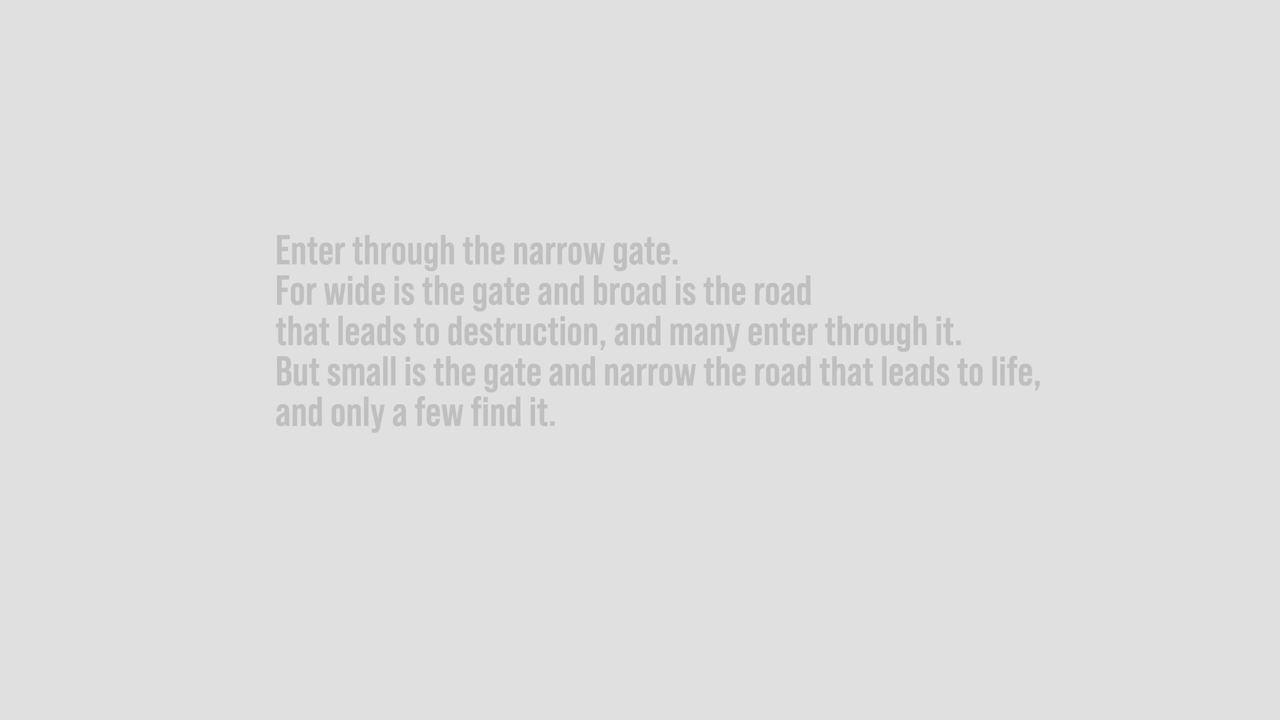 Enter through the narrow gate.
For wide is the gate and broad is the road
that leads to destruction, and many enter through it.
But small is the gate and narrow the road that leads to life,
and only a few find it.